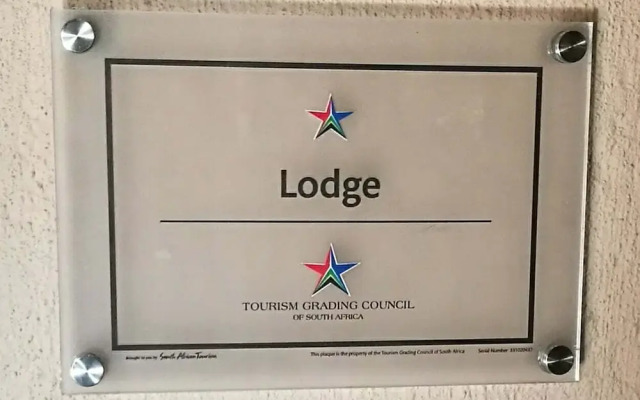 Lodge
TOURISM GRADING COUNCIL
OF SOUTH AFRICA
Brought to you by South African Tourism
This plaque is the property of the Tourism Grading Council of South Africa
Serial Number